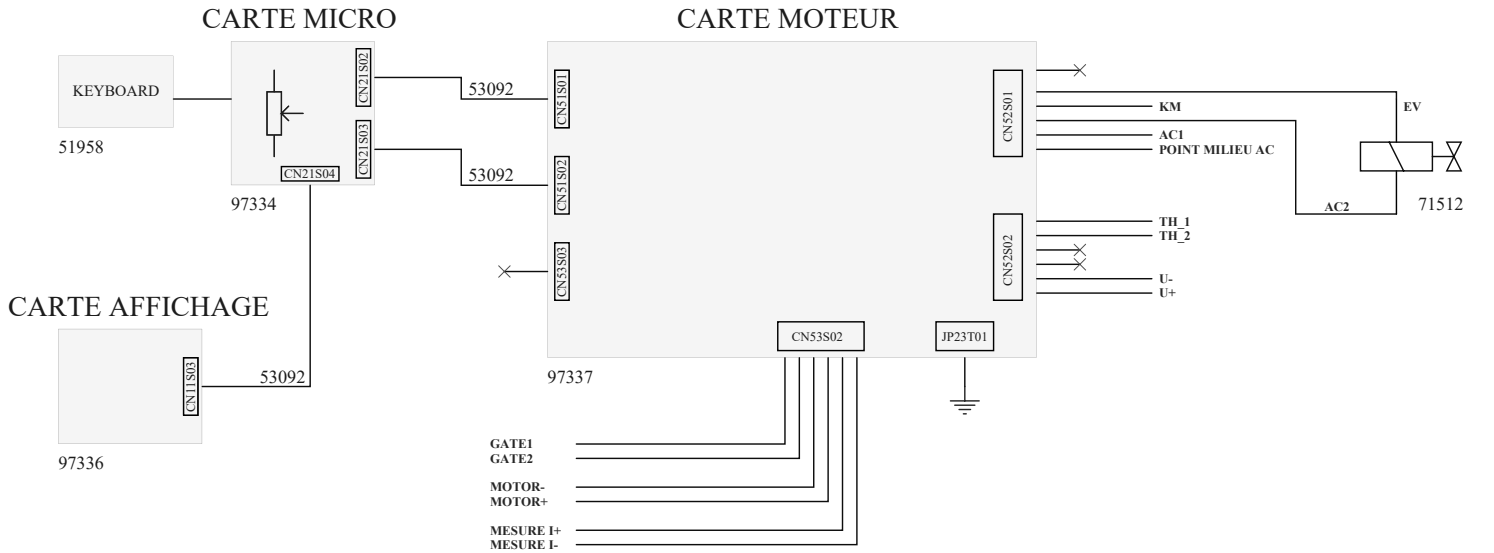 CARTE MICRO
CARTE MOTEUR
KEYBOARD
51958
CN21S02
CN21S03
CN21S04
97334
53092
53092
CN51S01
CN51S02
CN53S03
CN52S01
CN52S02
KM
AC1
POINT MILIEU AC
EV
AC2
71512
TH_1
TH_2
U-
U+
CN53S02
JP23T01
97337
CARTE AFFICHAGE
CN11S03
53092
97336
GATE1
GATE2
MOTOR-
MOTOR+
MESURE I+
MESURE I-